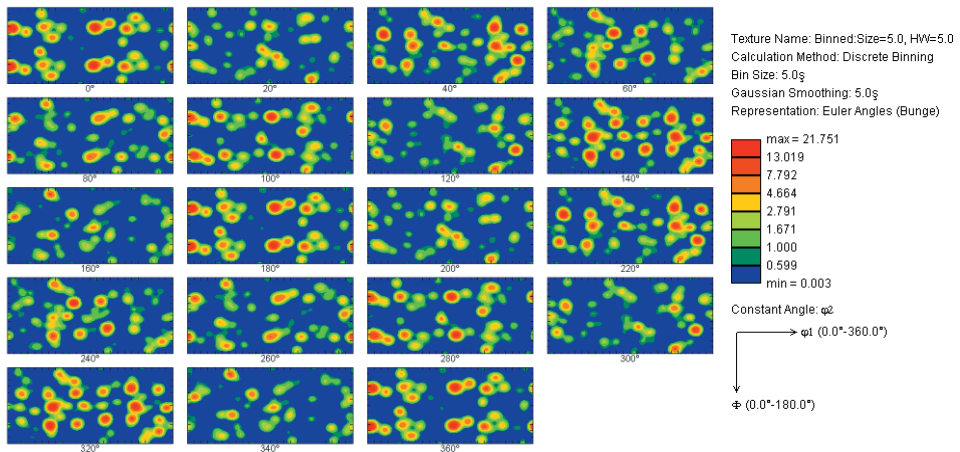 0°
20°
40°
60°
80°
100°
120°
140°
160°
180°
200°
220°
240°
260°
280°
300°
320°
340°
360°
Texture Name: Binned:Size=5.0, HW=5.0
Calculation Method: Discrete Binning
Bin Size: 5.0ş
Gaussian Smoothing: 5.0ş
Representation: Euler Angles (Bunge)
max = 21.751
13.019
7.792
4.664
2.791
1.671
1.000
0.599
min = 0.003
Constant Angle: φ2
φ1 (0.0°-360.0°)
Φ (0.0°-180.0°)